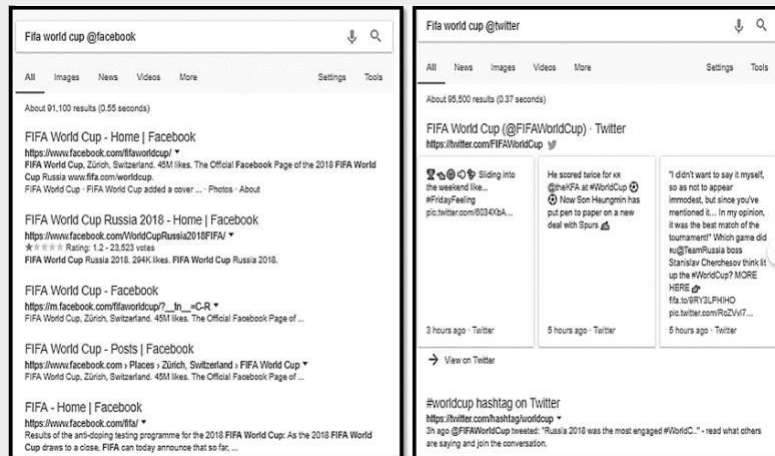 Fifa world cup @facebook
All Images News Videos More Settings Tools
About 91,100 results (0.55 seconds)
FIFA World Cup - Home | Facebook
https://www.facebook.com/fifaworldcup/
FIFA World Cup, Zürich, Switzerland. 45M likes. The Official Facebook Page of the 2018 FIFA World
Cup Russia www.fifa.com/worldcup.
FIFA World Cup · FIFA World Cup added a cover ... · Photos · About
FIFA World Cup Russia 2018 - Home | Facebook
https://www.facebook.com/WorldCupRussia2018FIFA/
Rating: 1.2 - 23,523 votes
FIFA World Cup Russia 2018. 294K likes. FIFA World Cup Russia 2018.
FIFA World Cup - Facebook
https://m.facebook.com/fifaworldcup/?__tn__=C-R
FIFA World Cup, Zürich, Switzerland. 45M likes. The Official Facebook Page of ...
FIFA World Cup - Posts | Facebook
https://www.facebook.com › Places › Zürich, Switzerland › FIFA World Cup
FIFA World Cup, Zürich, Switzerland. 45M likes. The Official Facebook Page of ...
FIFA - Home | Facebook
https://www.facebook.com/fifa/
Results of the anti-doping testing programme for the 2018 FIFA World Cup: As the 2018 FIFA World
Cup draws to a close, FIFA can today announce that so far, ...
Fifa world cup @twitter
All News Images Videos More Settings Tools
About 95,500 results (0.37 seconds)
FIFA World Cup (@FIFAWorldCup) · Twitter
https://twitter.com/FIFAWorldCup
Sliding into
the weekend like...
#FridayFeeling
pic.twitter.com/6034XbA...
3 hours ago · Twitter
He scored twice for
@theKFA at #WorldCup
Now Son Heungmin has
put pen to paper on a new
deal with Spurs
5 hours ago · Twitter
"I didn't want to say it myself,
so as not to appear
immodest, but since you've
mentioned it... In my opinion,
it was the best match of the
tournament!" Which game did
@TeamRussia boss
Stanislav Cherchesov think lit
up the #WorldCup? MORE
HERE
fifa.to/9RY3LPHIHO
pic.twitter.com/RoZVvI7...
5 hours ago · Twitter
View on Twitter
#worldcup hashtag on Twitter
https://twitter.com/hashtag/worldcup
3h ago @FIFAWorldCup tweeted: "Russia 2018 was the most engaged #WorldC.." - read what others
are saying and join the conversation.